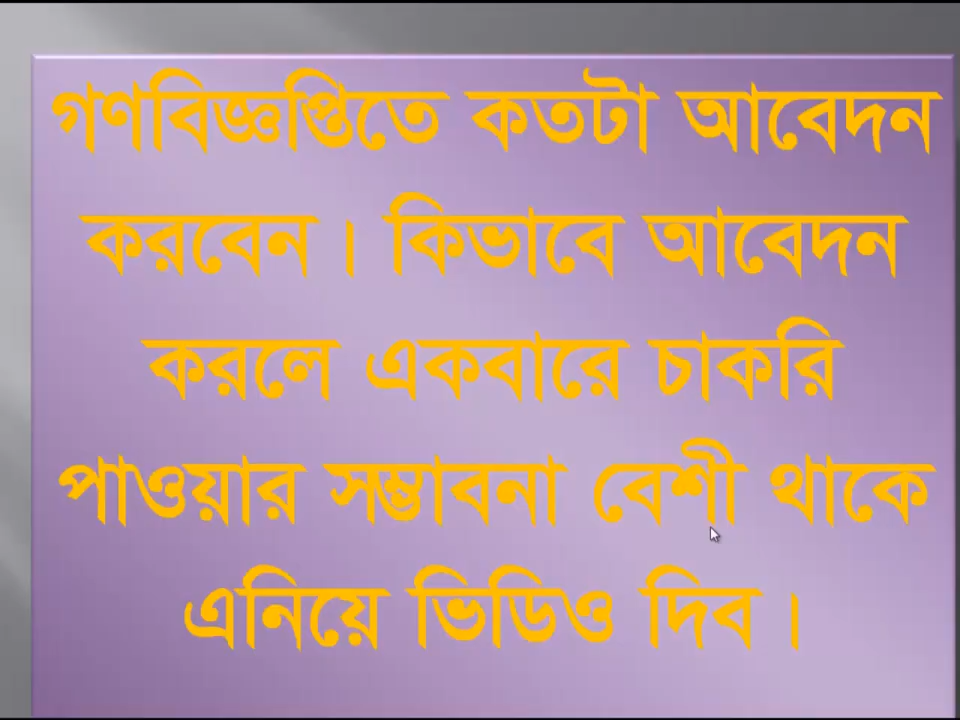 গণবিজ্ঞপ্তিতে কতটা আবেদন
করবেন। কিভাবে আবেদন
করলে একবারে চাকরি
পাওয়ার সম্ভাবনা বেশী থাকে
এনিয়ে ভিডিও দিব।